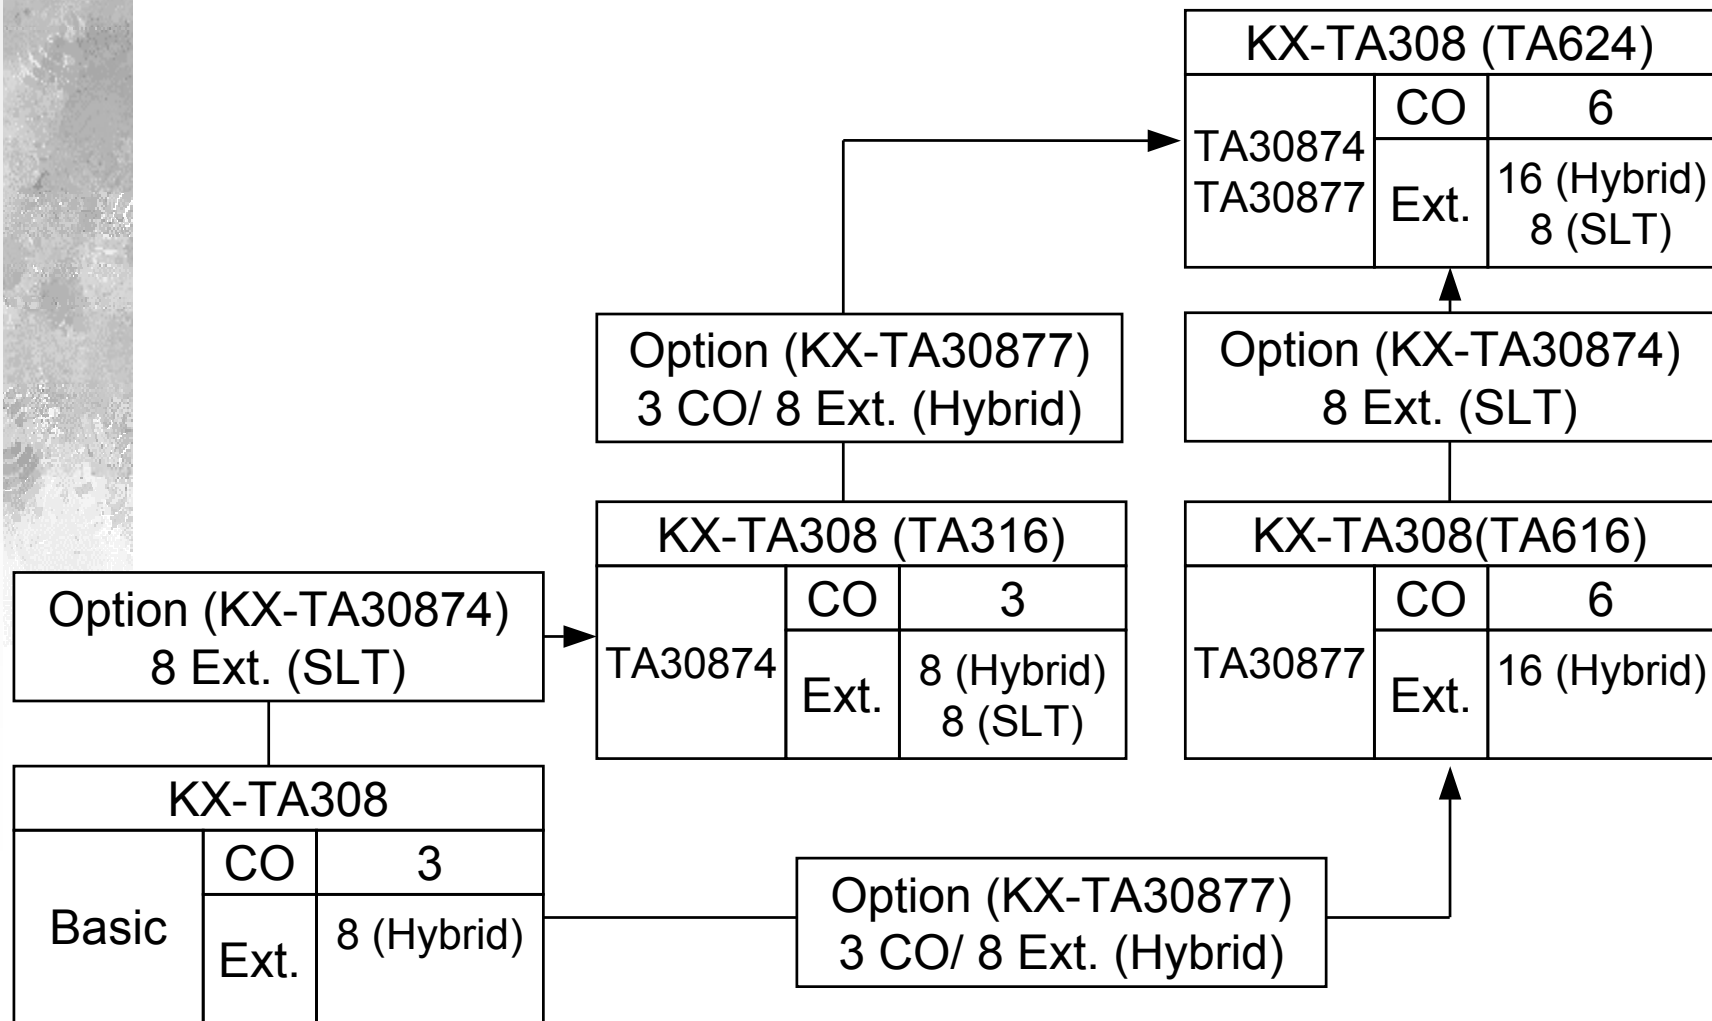 KX-TA308 (TA624)
TA30874
TA30877
CO
6
Ext.
16 (Hybrid)
8 (SLT)
Option (KX-TA30877)
3 CO/ 8 Ext. (Hybrid)
Option (KX-TA30874)
8 Ext. (SLT)
KX-TA308 (TA316)
TA30874
CO
3
Ext.
8 (Hybrid)
8 (SLT)
KX-TA308(TA616)
TA30877
CO
6
Ext.
16 (Hybrid)
Option (KX-TA30874)
8 Ext. (SLT)
KX-TA308
Basic
CO
3
Ext.
8 (Hybrid)
Option (KX-TA30877)
3 CO/ 8 Ext. (Hybrid)